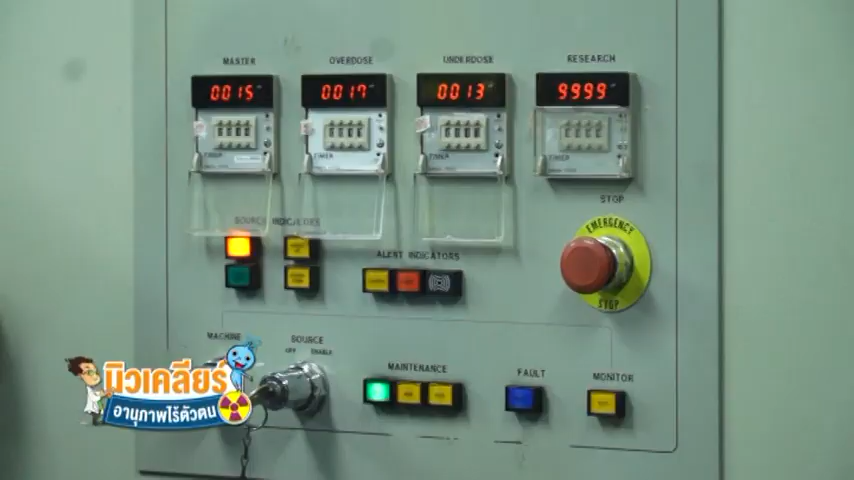 MASTER OVERDOSE UNDERDOSE RESEARCH
0015 0017 0013 9999
TIMER TIMER TIMER TIMER
STOP
SOURCE INDICATORS
EMERGENCY
ALERT INDICATORS
STOP
MACHINE SOURCE
OFF ENABLE
MAINTENANCE FAULT MONITOR
นิวเคลียร์
อานุภาพไร้ตัวตน